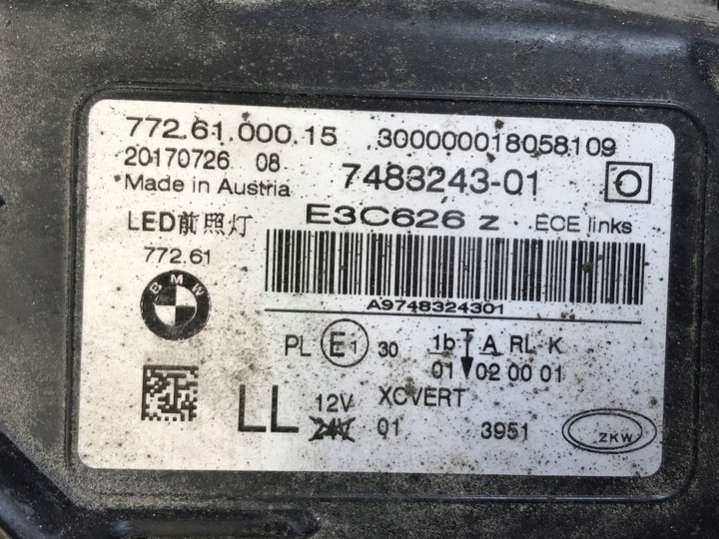 772.61.000.15 300000018058109
20170726 08 7483243-01
Made in Austria
LED前照灯 E3C626 z ECE links
772.61
BMW
A9748324301
PL E1 30 1b A RL K
01 02 00 01
LL 12V XCVERT
24V 01 3951
ZKW